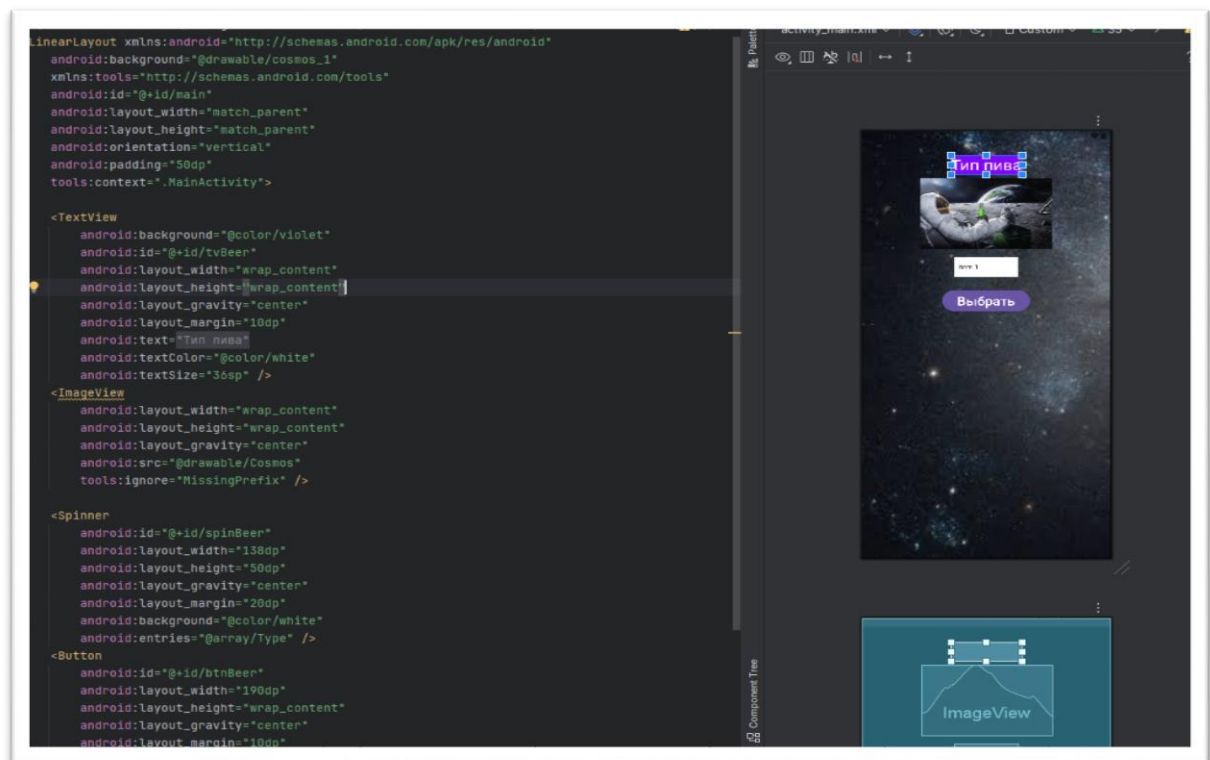 LinearLayout xmlns:android="http://schemas.android.com/apk/res/android"
android:background="@drawable/cosmos_1"
xmlns:tools="http://schemas.android.com/tools"
android:id="@+id/main"
android:layout_width="match_parent"
android:layout_height="match_parent"
android:orientation="vertical"
android:padding="50dp"
tools:context=".MainActivity">
<TextView
android:background="@color/violet"
android:id="@+id/tvBeer"
android:layout_width="wrap_content"
android:layout_height="wrap_content"
android:layout_gravity="center"
android:layout_margin="10dp"
android:text="Тип пива"
android:textColor="@color/white"
android:textSize="36sp" />
<ImageView
android:layout_width="wrap_content"
android:layout_height="wrap_content"
android:layout_gravity="center"
android:src="@drawable/Cosmos"
tools:ignore="MissingPrefix" />
<Spinner
android:id="@+id/spinBeer"
android:layout_width="138dp"
android:layout_height="50dp"
android:layout_gravity="center"
android:layout_margin="20dp"
android:background="@color/white"
android:entries="@array/Type" />
<Button
android:id="@+id/btnBeer"
android:layout_width="190dp"
android:layout_height="wrap_content"
android:layout_gravity="center"
android:layout_margin="10dp"
Palette
Component Tree
activity_main.xml
Custom
35
Тип пива
Item 1
Выбрать
ImageView